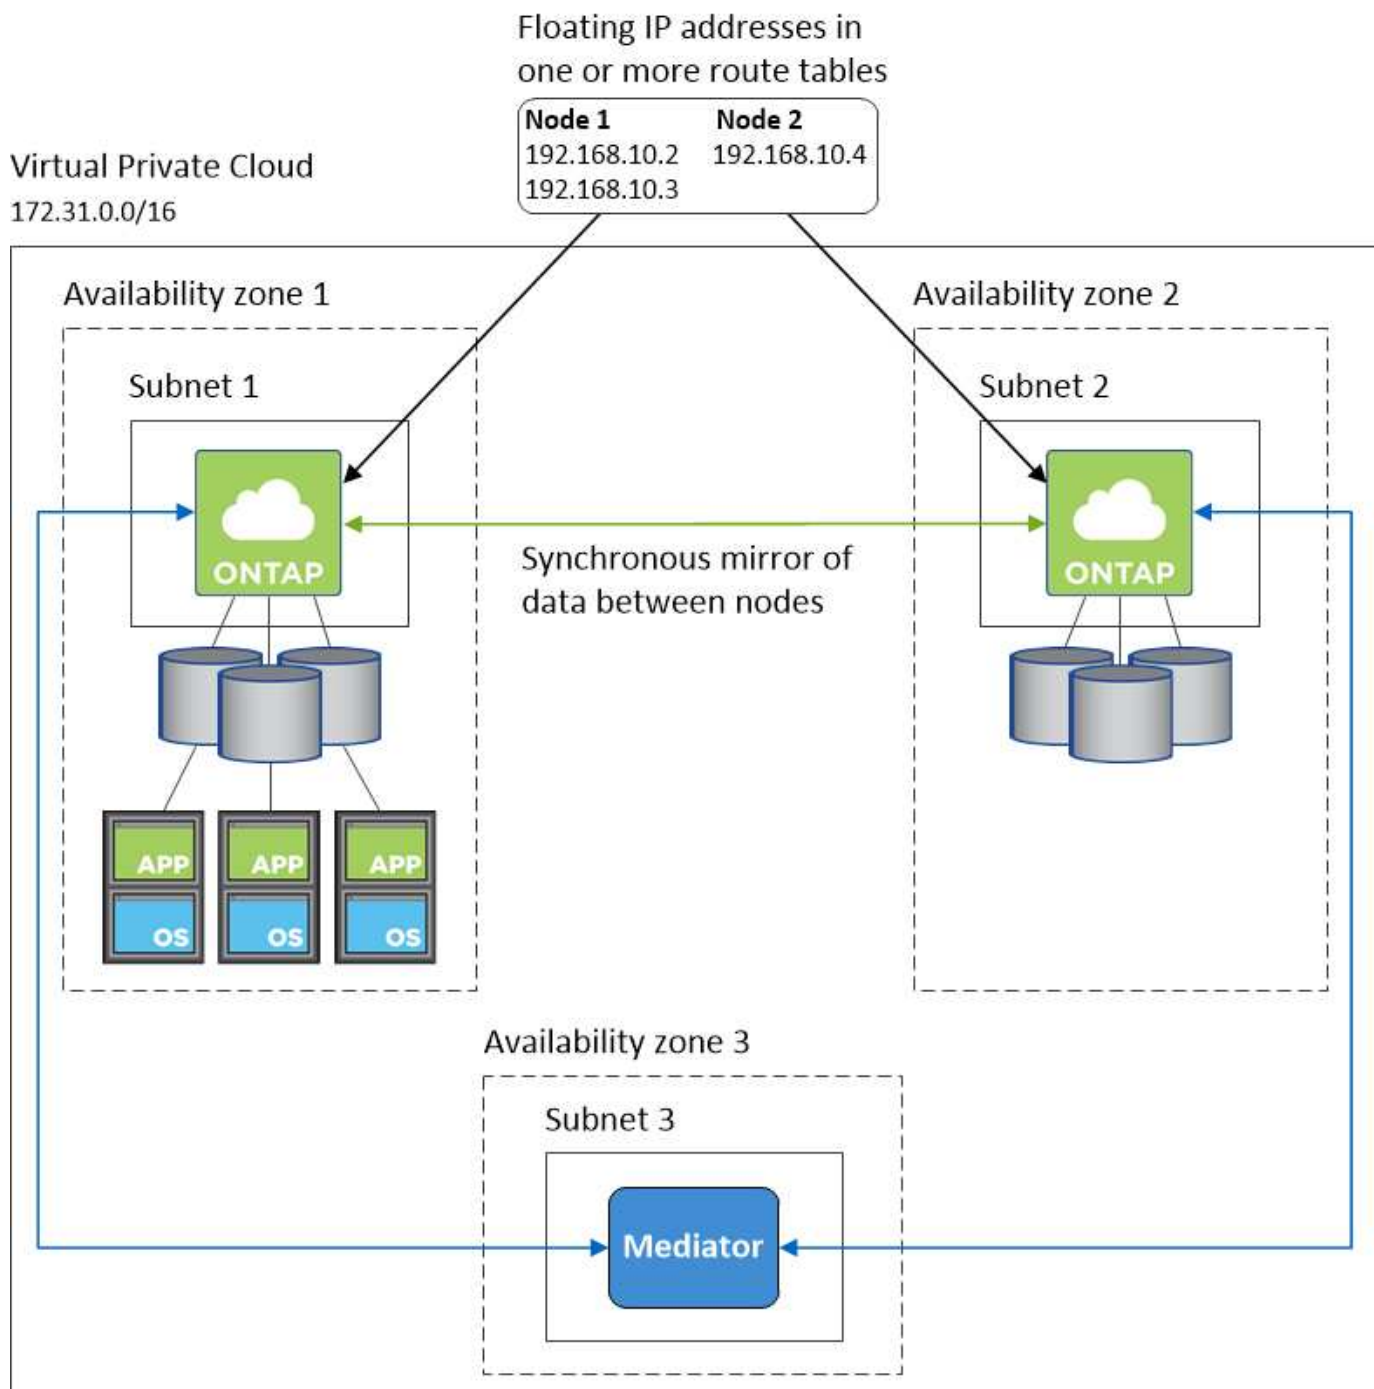 Floating IP addresses in
one or more route tables
Node 1 Node 2
192.168.10.2 192.168.10.4
192.168.10.3
Virtual Private Cloud
172.31.0.0/16
Availability zone 1
Availability zone 2
Subnet 1
Subnet 2
ONTAP
ONTAP
Synchronous mirror of
data between nodes
APP APP APP
OS OS OS
Availability zone 3
Subnet 3
Mediator